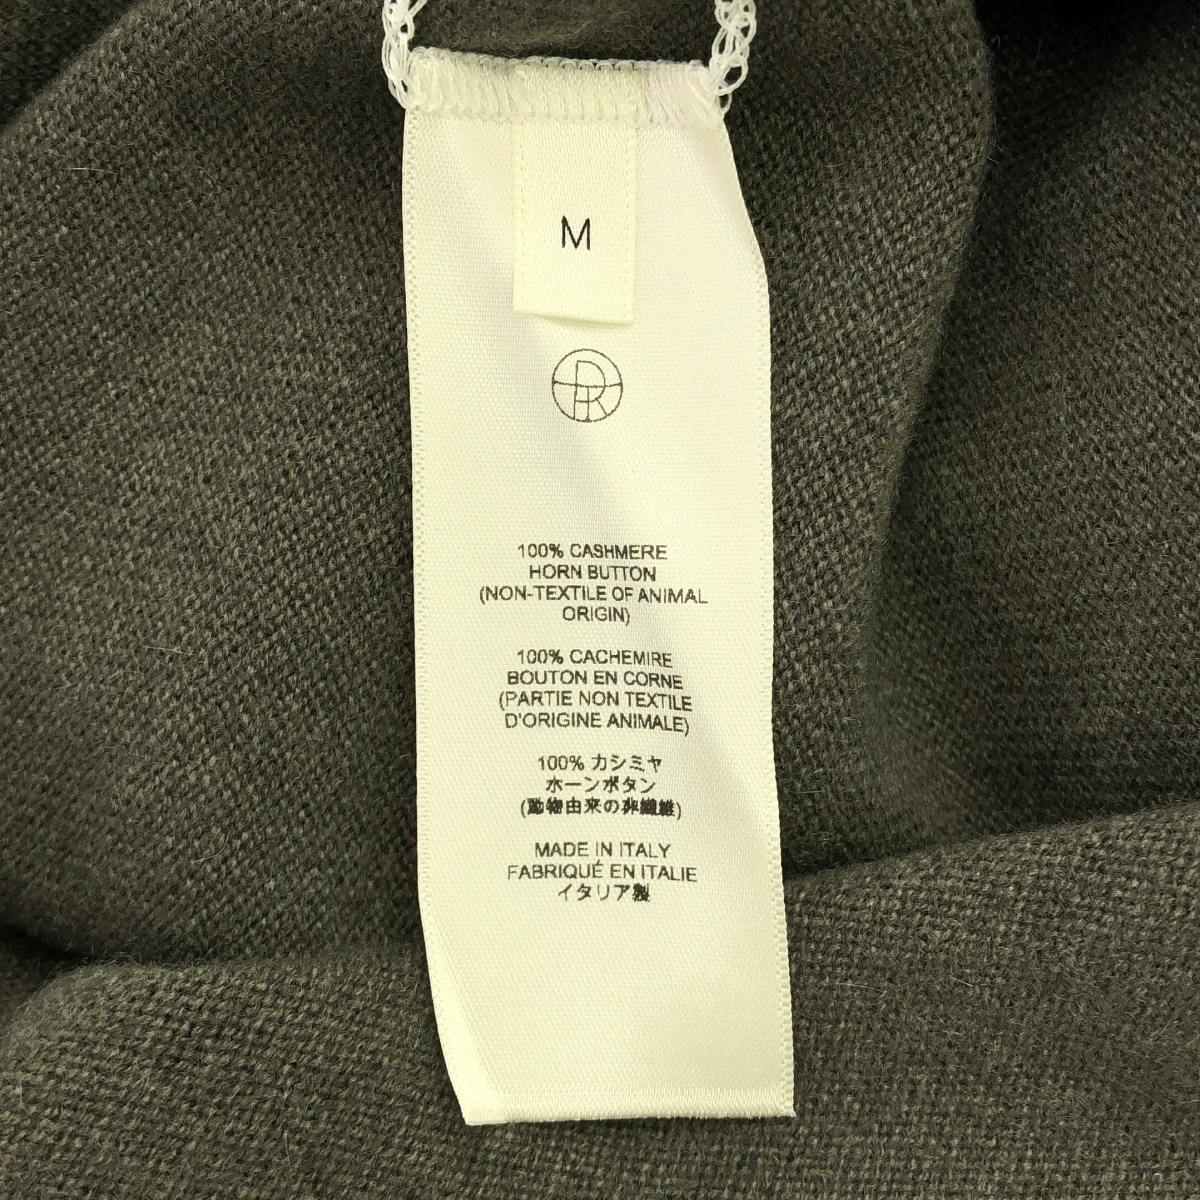 M
100% CASHMERE
HORN BUTTON
(NON-TEXTILE OF ANIMAL
ORIGIN)
100% CACHEMIRE
BOUTON EN CORNE
(PARTIE NON TEXTILE
D'ORIGINE ANIMALE)
100% カシミヤ
ホーンボタン
(動物由来の非繊維)
MADE IN ITALY
FABRIQUÉ EN ITALIE
イタリア製